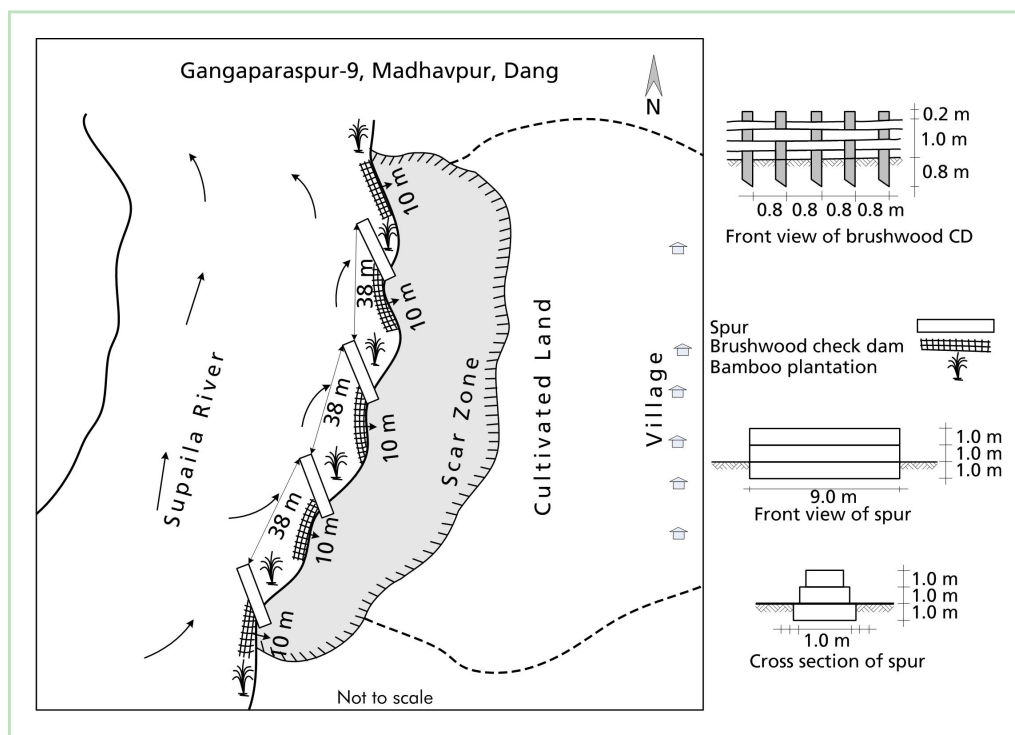 Gangaparaspur-9, Madhavpur, Dang
N
10 m
38 m
10 m
38 m
10 m
38 m
10 m
10 m
Supaila River
Scar Zone
Cultivated Land
Village
Not to scale
0.2 m
1.0 m
0.8 m
0.8 0.8 0.8 0.8 m
Front view of brushwood CD
Spur
Brushwood check dam
Bamboo plantation
1.0 m
1.0 m
1.0 m
9.0 m
Front view of spur
1.0 m
1.0 m
1.0 m
1.0 m
Cross section of spur